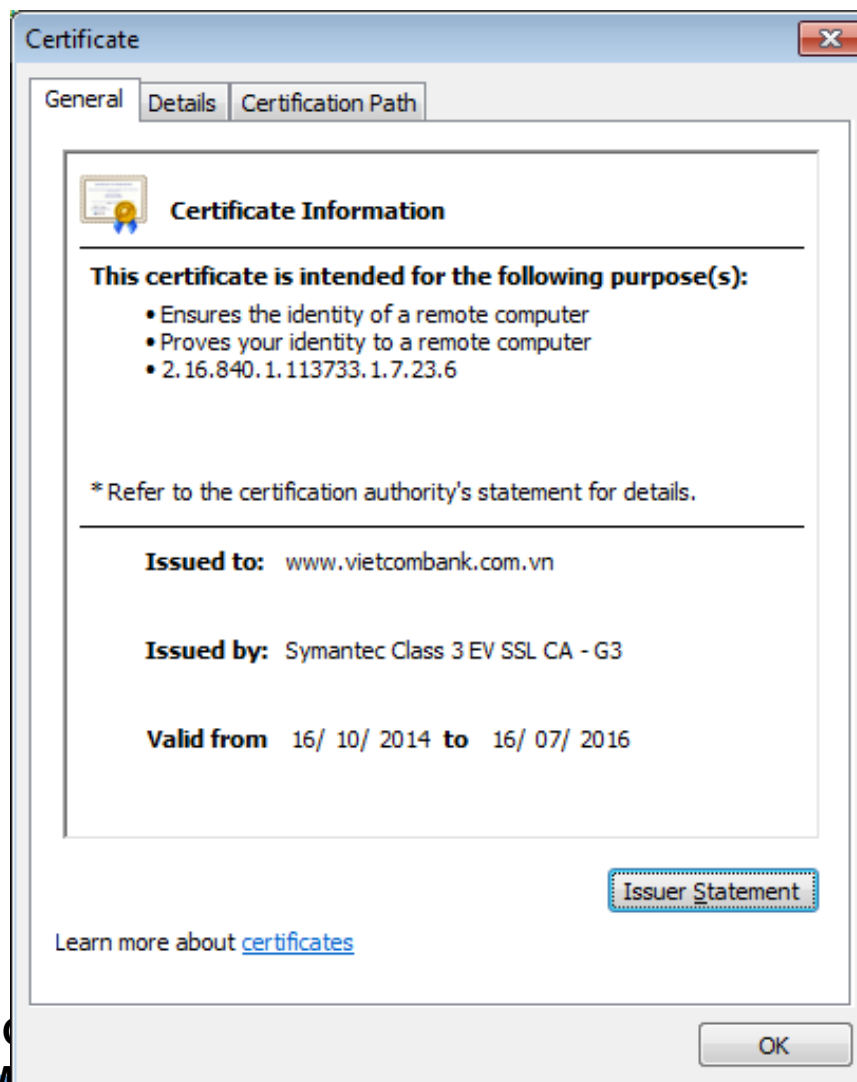 Certificate
General Details Certification Path
Certificate Information
This certificate is intended for the following purpose(s):
• Ensures the identity of a remote computer
• Proves your identity to a remote computer
• 2.16.840.1.113733.1.7.23.6
* Refer to the certification authority's statement for details.
Issued to: www.vietcombank.com.vn
Issued by: Symantec Class 3 EV SSL CA - G3
Valid from 16/ 10/ 2014 to 16/ 07/ 2016
Issuer Statement
Learn more about certificates
OK